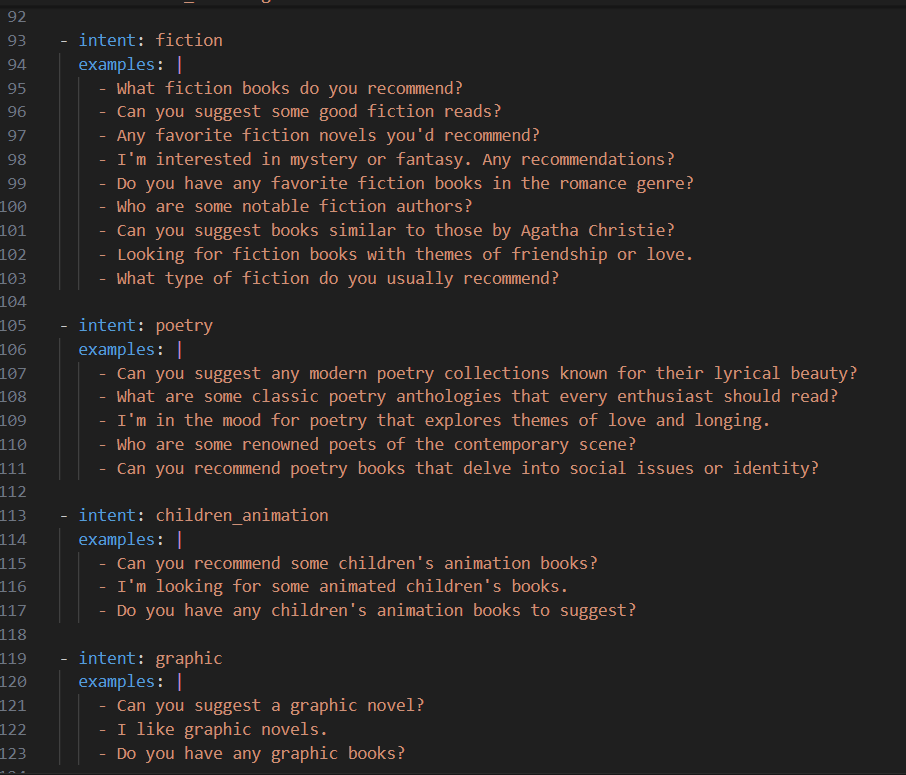 92
93 - intent: fiction
94 examples: |
95 - What fiction books do you recommend?
96 - Can you suggest some good fiction reads?
97 - Any favorite fiction novels you'd recommend?
98 - I'm interested in mystery or fantasy. Any recommendations?
99 - Do you have any favorite fiction books in the romance genre?
100 - Who are some notable fiction authors?
101 - Can you suggest books similar to those by Agatha Christie?
102 - Looking for fiction books with themes of friendship or love.
103 - What type of fiction do you usually recommend?
104
105 - intent: poetry
106 examples: |
107 - Can you suggest any modern poetry collections known for their lyrical beauty?
108 - What are some classic poetry anthologies that every enthusiast should read?
109 - I'm in the mood for poetry that explores themes of love and longing.
110 - Who are some renowned poets of the contemporary scene?
111 - Can you recommend poetry books that delve into social issues or identity?
112
113 - intent: children_animation
114 examples: |
115 - Can you recommend some children's animation books?
116 - I'm looking for some animated children's books.
117 - Do you have any children's animation books to suggest?
118
119 - intent: graphic
120 examples: |
121 - Can you suggest a graphic novel?
122 - I like graphic novels.
123 - Do you have any graphic books?